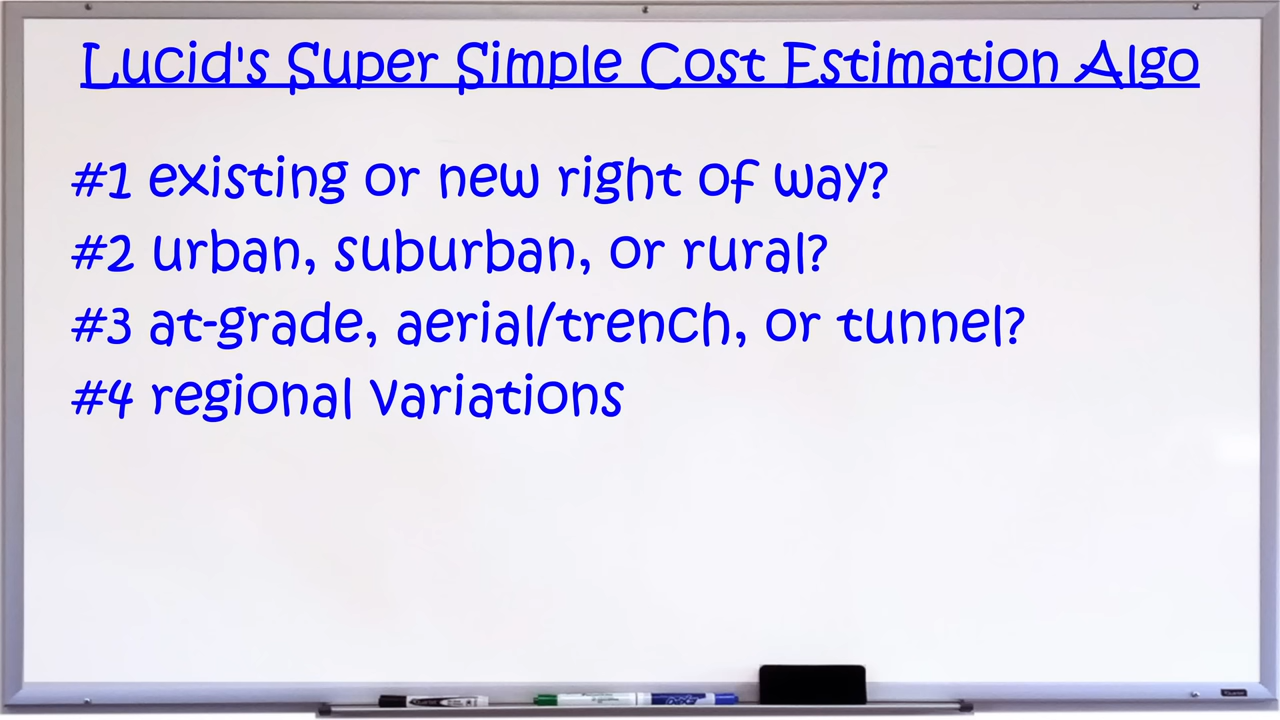 Lucid's Super Simple Cost Estimation Algo
#1 existing or new right of way?
#2 urban, suburban, or rural?
#3 at-grade, aerial/trench, or tunnel?
#4 regional variations